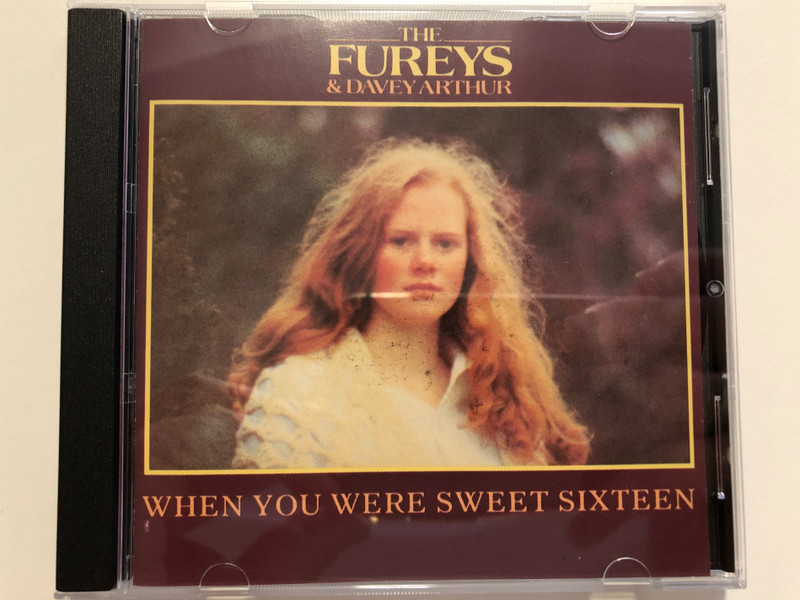 THE
FUREYS
& DAVEY ARTHUR
WHEN YOU WERE SWEET SIXTEEN